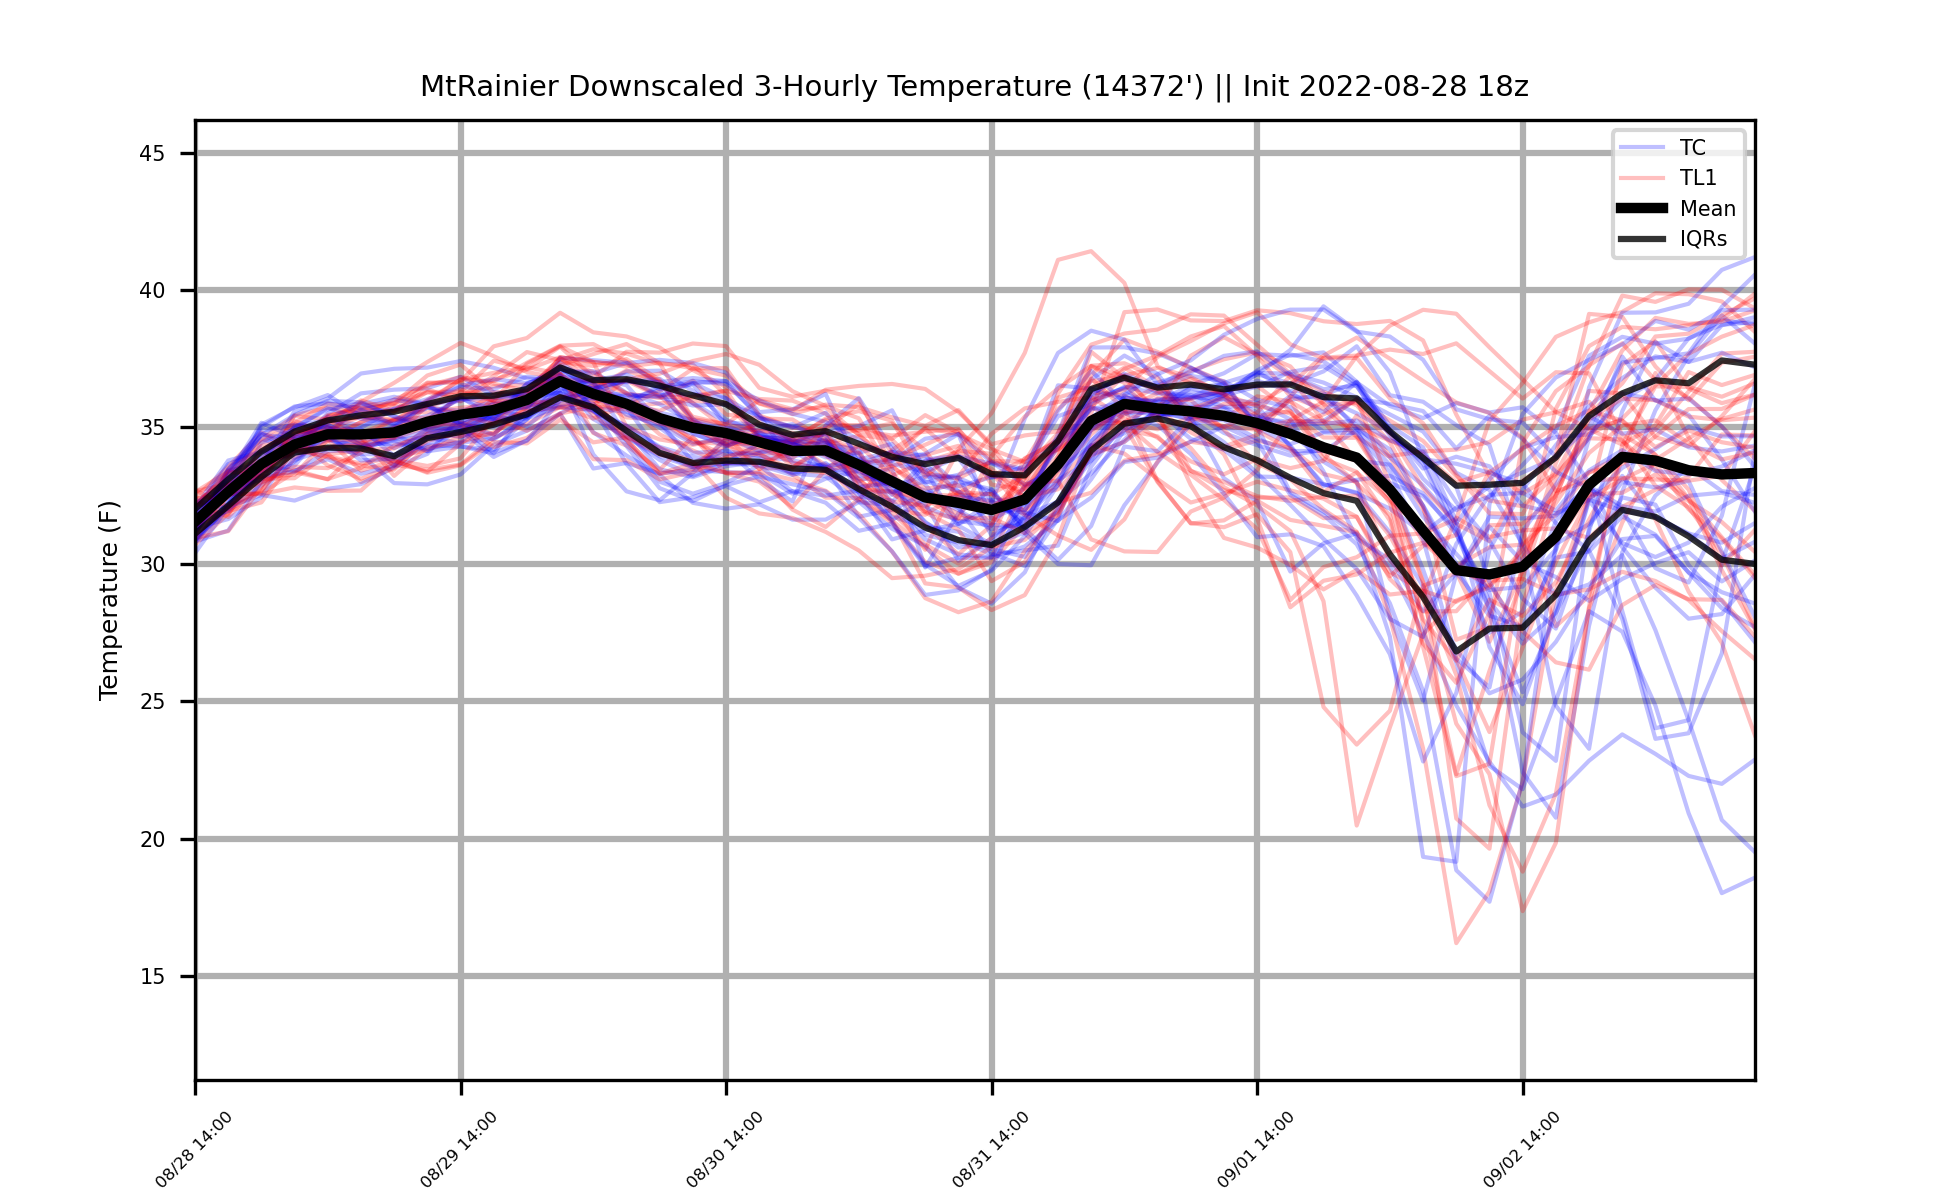 MtRainier Downscaled 3-Hourly Temperature (14372') || Init 2022-08-28 18z
TC
TL1
Mean
IQRs
Temperature (F)
45
40
35
30
25
20
15
08/28 14:00
08/29 14:00
08/30 14:00
08/31 14:00
09/01 14:00
09/02 14:00